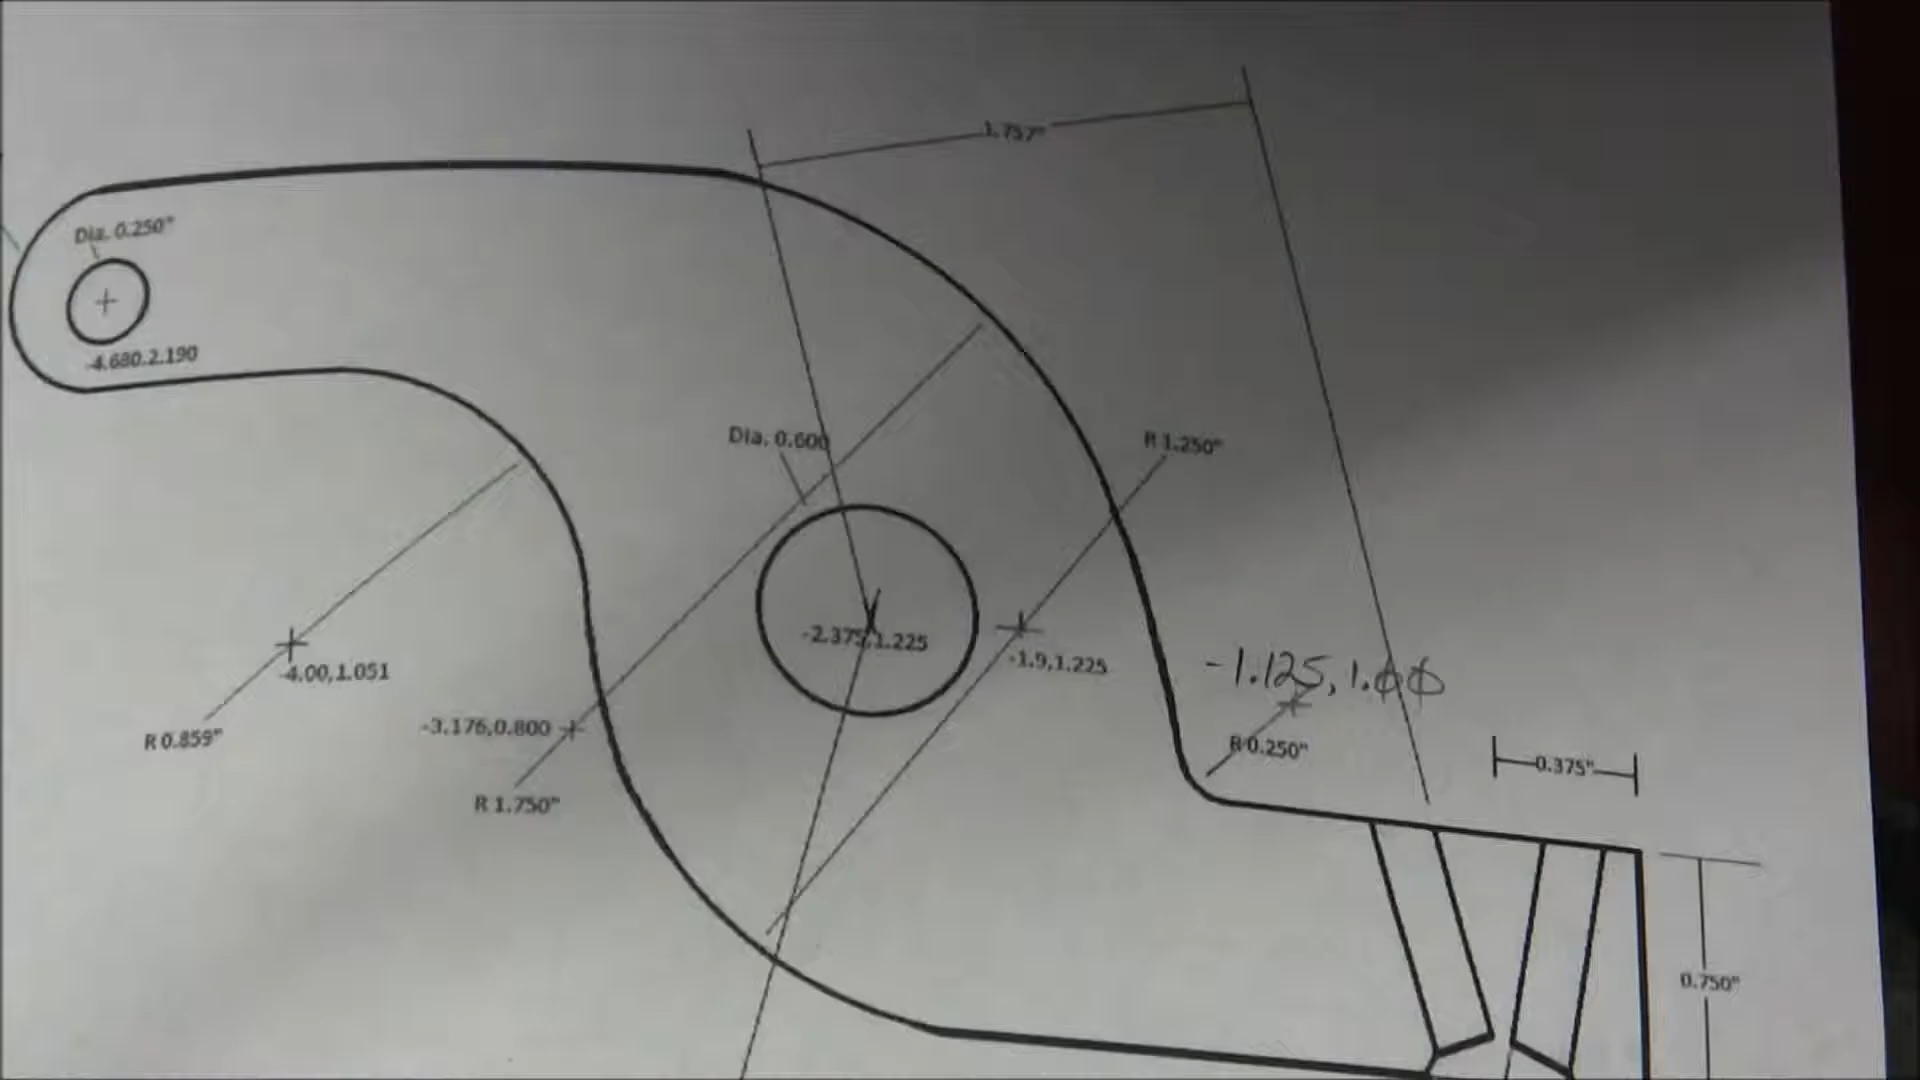 1.757"
Dia. 0.250"
-4.680.2.190
Dia. 0.600
R 1.250"
-2.375,1.225
-1.9,1.225
-4.00,1.051
-1.125, 1.00
R 0.859"
-3.176,0.800
R 0.250"
0.375"
R 1.750"
0.750"